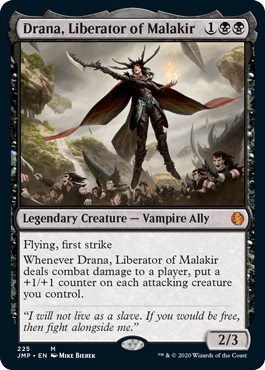 Drana, Liberator of Malakir 1
Legendary Creature — Vampire Ally
Flying, first strike
Whenever Drana, Liberator of Malakir
deals combat damage to a player, put a
+1/+1 counter on each attacking creature
you control.
“I will not live as a slave. If you would be free,
then fight alongside me.”
2/3
225 M
JMP • EN Mike Bierek
™ & © 2020 Wizards of the Coast